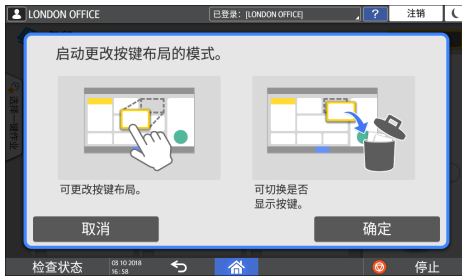 LONDON OFFICE
已登录：[LONDON OFFICE]
?
注销
启动更改按键布局的模式。
可更改按键布局。
可切换是否
显示按键。
取消
确定
检查状态
03 10 2018
16 : 58
停止